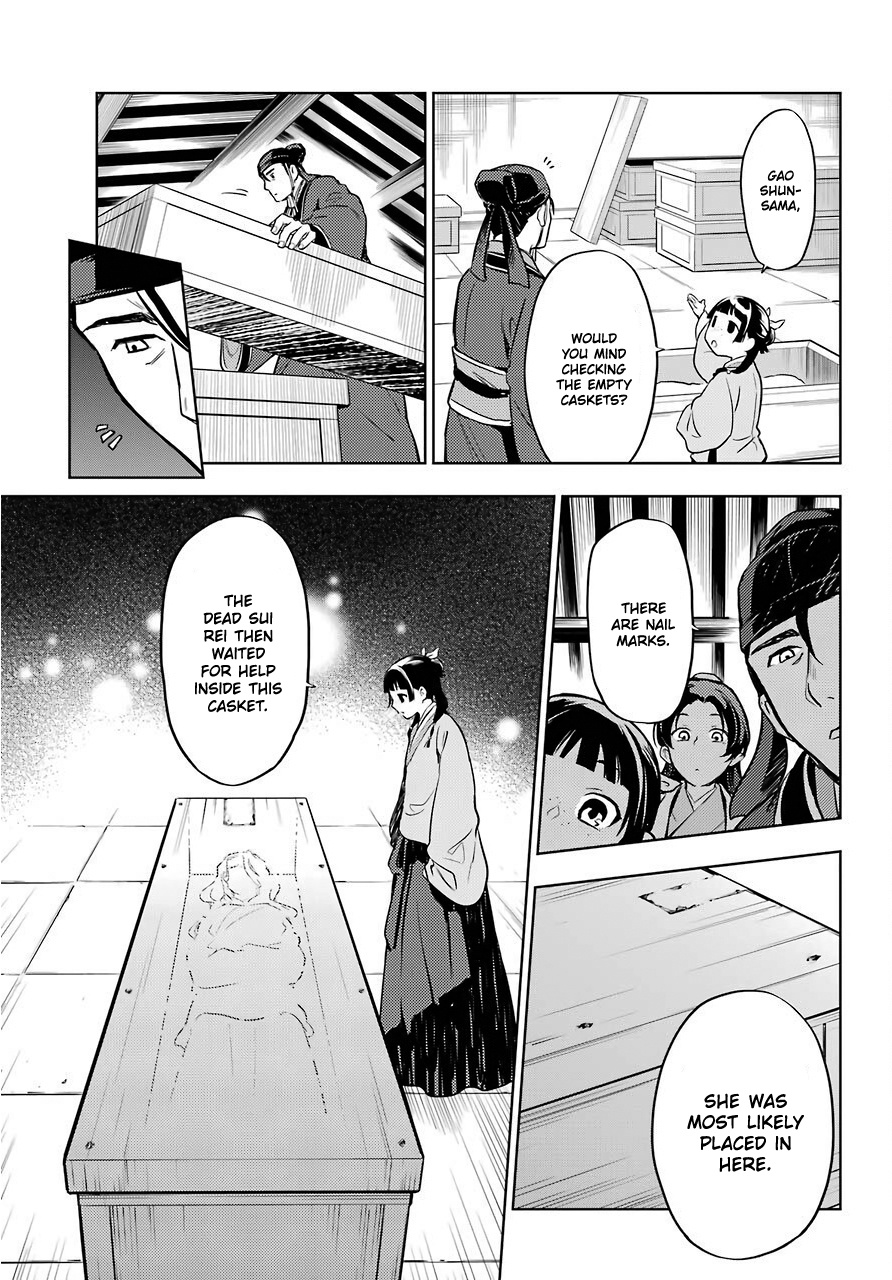 GAO
SHUN-
SAMA,
WOULD
YOU MIND
CHECKING
THE EMPTY
CASKETS?
THERE
ARE NAIL
MARKS.
SHE WAS
MOST LIKELY
PLACED IN
HERE.
THE
DEAD SUI
REI THEN
WAITED
FOR HELP
INSIDE THIS
CASKET.